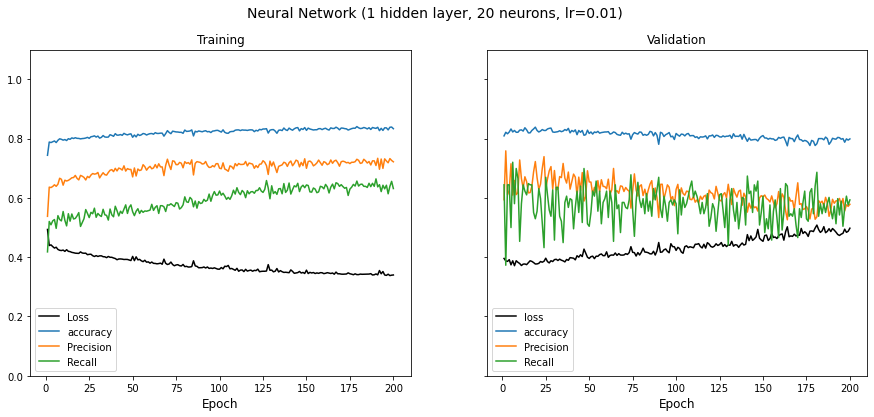 Neural Network (1 hidden layer, 20 neurons, lr=0.01)
Training
1.0
0.8
0.6
0.4
0.2
0.0
Loss
accuracy
Precision
Recall
0 25 50 75 100 125 150 175 200
Epoch
Validation
loss
accuracy
Precision
Recall
0 25 50 75 100 125 150 175 200
Epoch